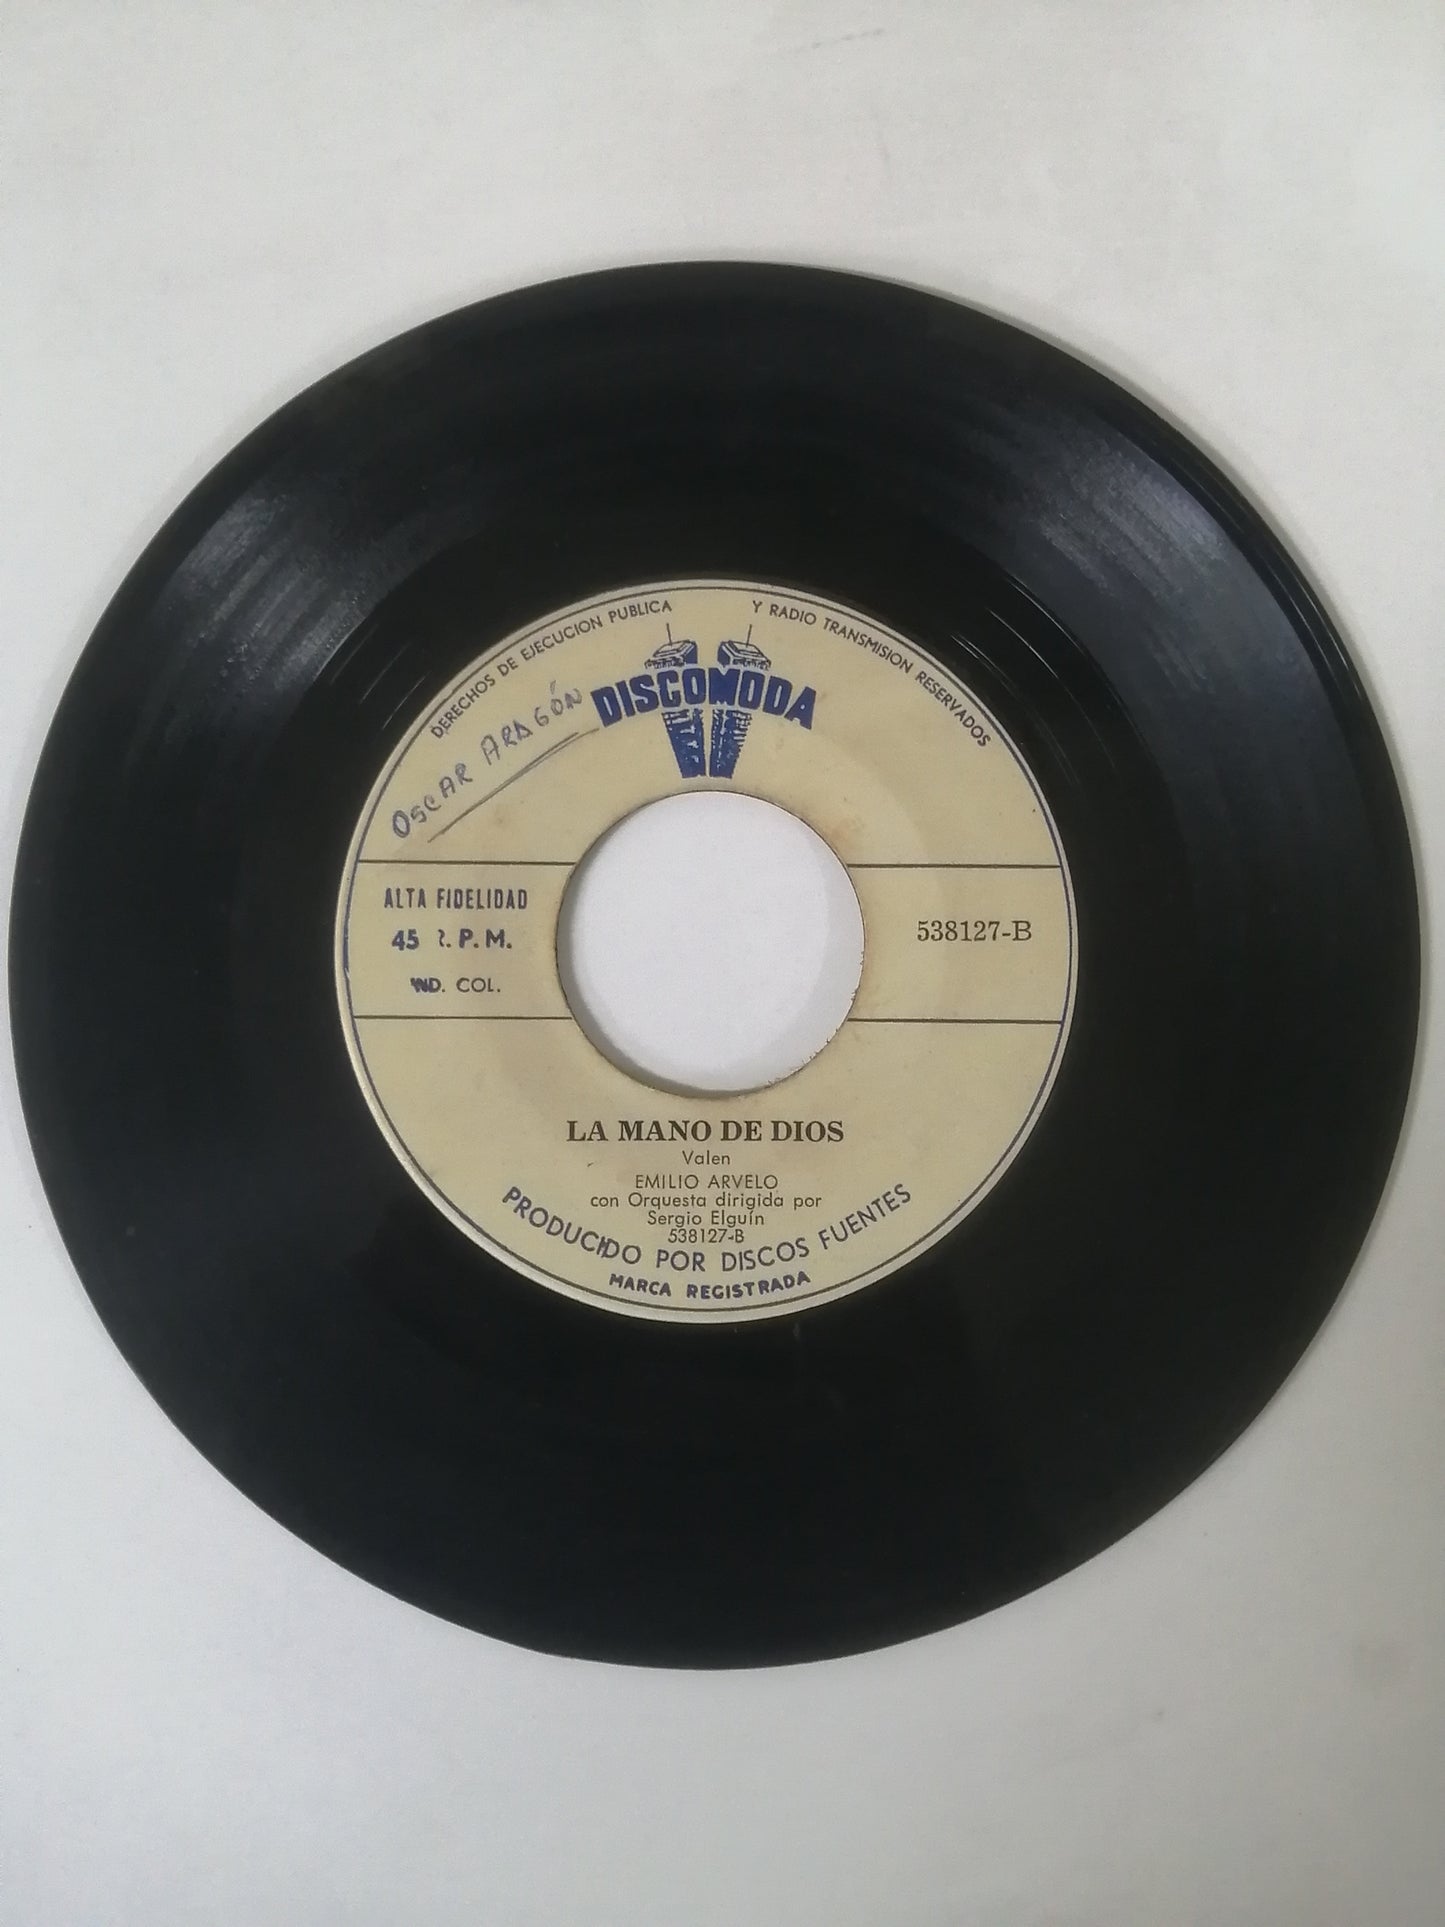 DERECHOS DE EJECUCION PUBLICA Y RADIO TRANSMISION RESERVADOS
DISCOMODA
OSCAR ARAGÓN
ALTA FIDELIDAD
45 R.P.M.
IND. COL.
538127-B
LA MANO DE DIOS
Valen
EMILIO ARVELO
con Orquesta dirigida por
Sergio Elguín
538127-B
PRODUCIDO POR DISCOS FUENTES
MARCA REGISTRADA